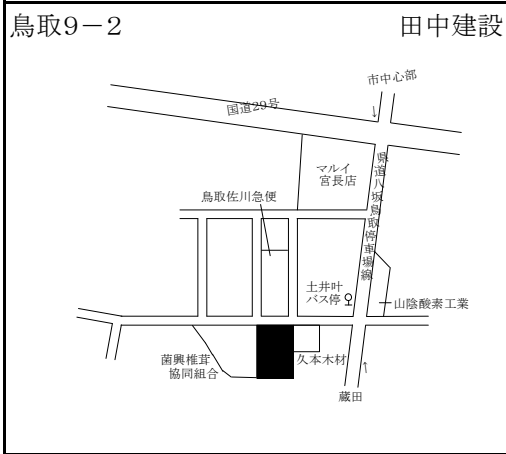 鳥取9－2
田中建設
市中心部
↓
国道29号
マルイ
宮長店
県道八坂鳥取停車場線
鳥取佐川急便
土井叶
バス停
山陰酸素工業
菌興椎茸
協同組合
久本木材
↑
蔵田